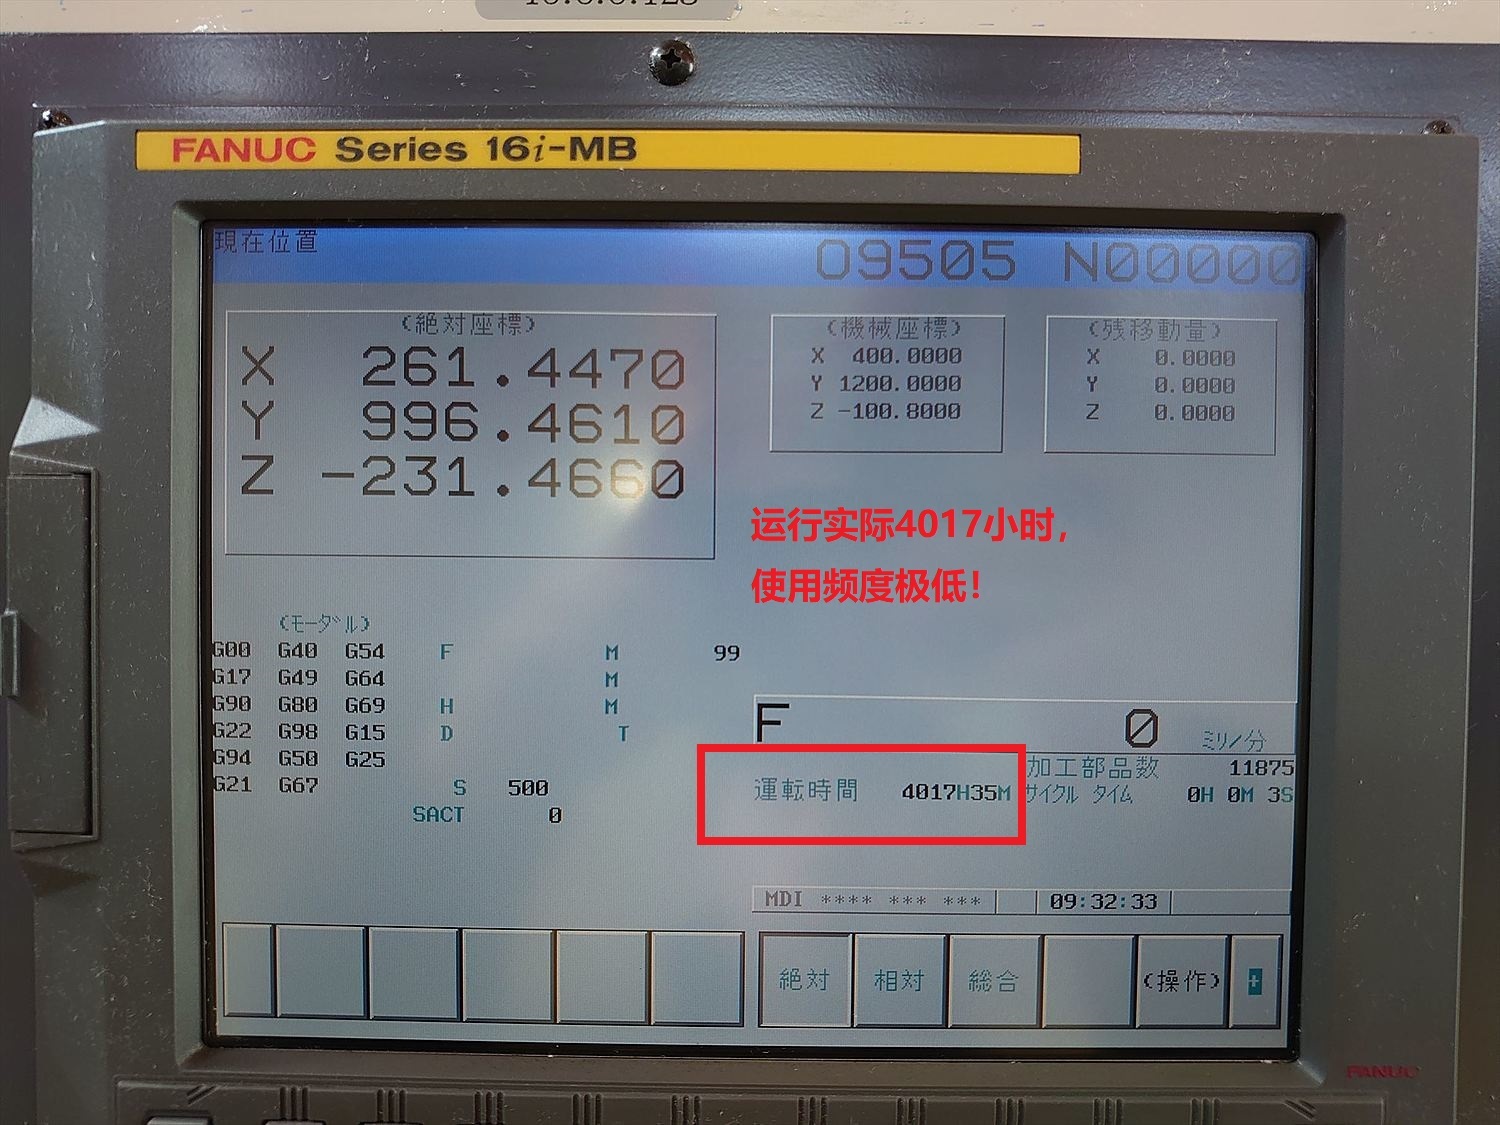 FANUC Series 16i-MB
現在位置
O9505 N00000
(絶対座標)
X 261.4470
Y 996.4610
Z -231.4660
(機械座標)
X 400.0000
Y 1200.0000
Z -100.8000
(残移動量)
X 0.0000
Y 0.0000
Z 0.0000
运行实际4017小时，
使用频度极低！
(モーダル)
G00 G40 G54 F M 99
G17 G49 G64 M
G90 G80 G69 H M
G22 G98 G15 D T
G94 G50 G25
G21 G67
S 500
SACT 0
F 0 ミリ/分
加工部品数 11875
運転時間 4017H35M
サイクル タイム 0H 0M 3S
MDI **** *** ***
09:32:33
絶対 相対 総合 (操作) +
FANUC